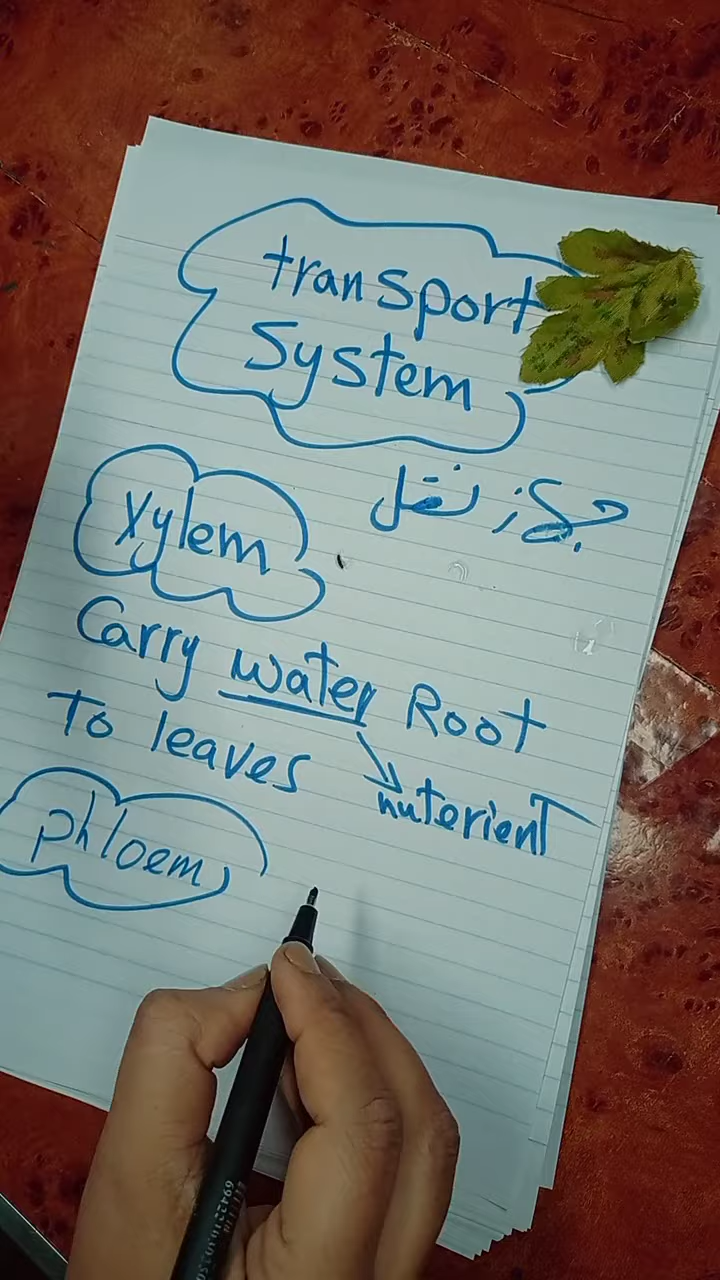 transport
System
جهاز نقل
Xylem
Carry water Root
To leaves
nuterient
phloem